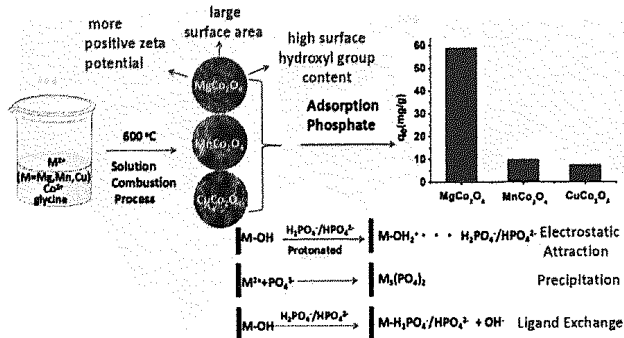 more
positive zeta
potential
large
surface area
high surface
hydroxyl group
content
MgCo₂O₄
MnCo₂O₄
CuCo₂O₄
M²⁺
(M=Mg,Mn,Cu)
Co²⁺
glycine
600 °C
Solution
Combustion
Process
Adsorption
Phosphate
qₑ(mg/g)
60
50
40
30
20
10
0
MgCo₂O₄ MnCo₂O₄ CuCo₂O₄
M-OH H₂PO₄⁻/HPO₄²⁻ Protonated M-OH₂⁺ · · · · H₂PO₄⁻/HPO₄²⁻ Electrostatic
Attraction
M²⁺+PO₄³⁻ M₃(PO₄)₂ Precipitation
M-OH H₂PO₄⁻/HPO₄²⁻ M-H₂PO₄⁻/HPO₄²⁻ + OH⁻ Ligand Exchange